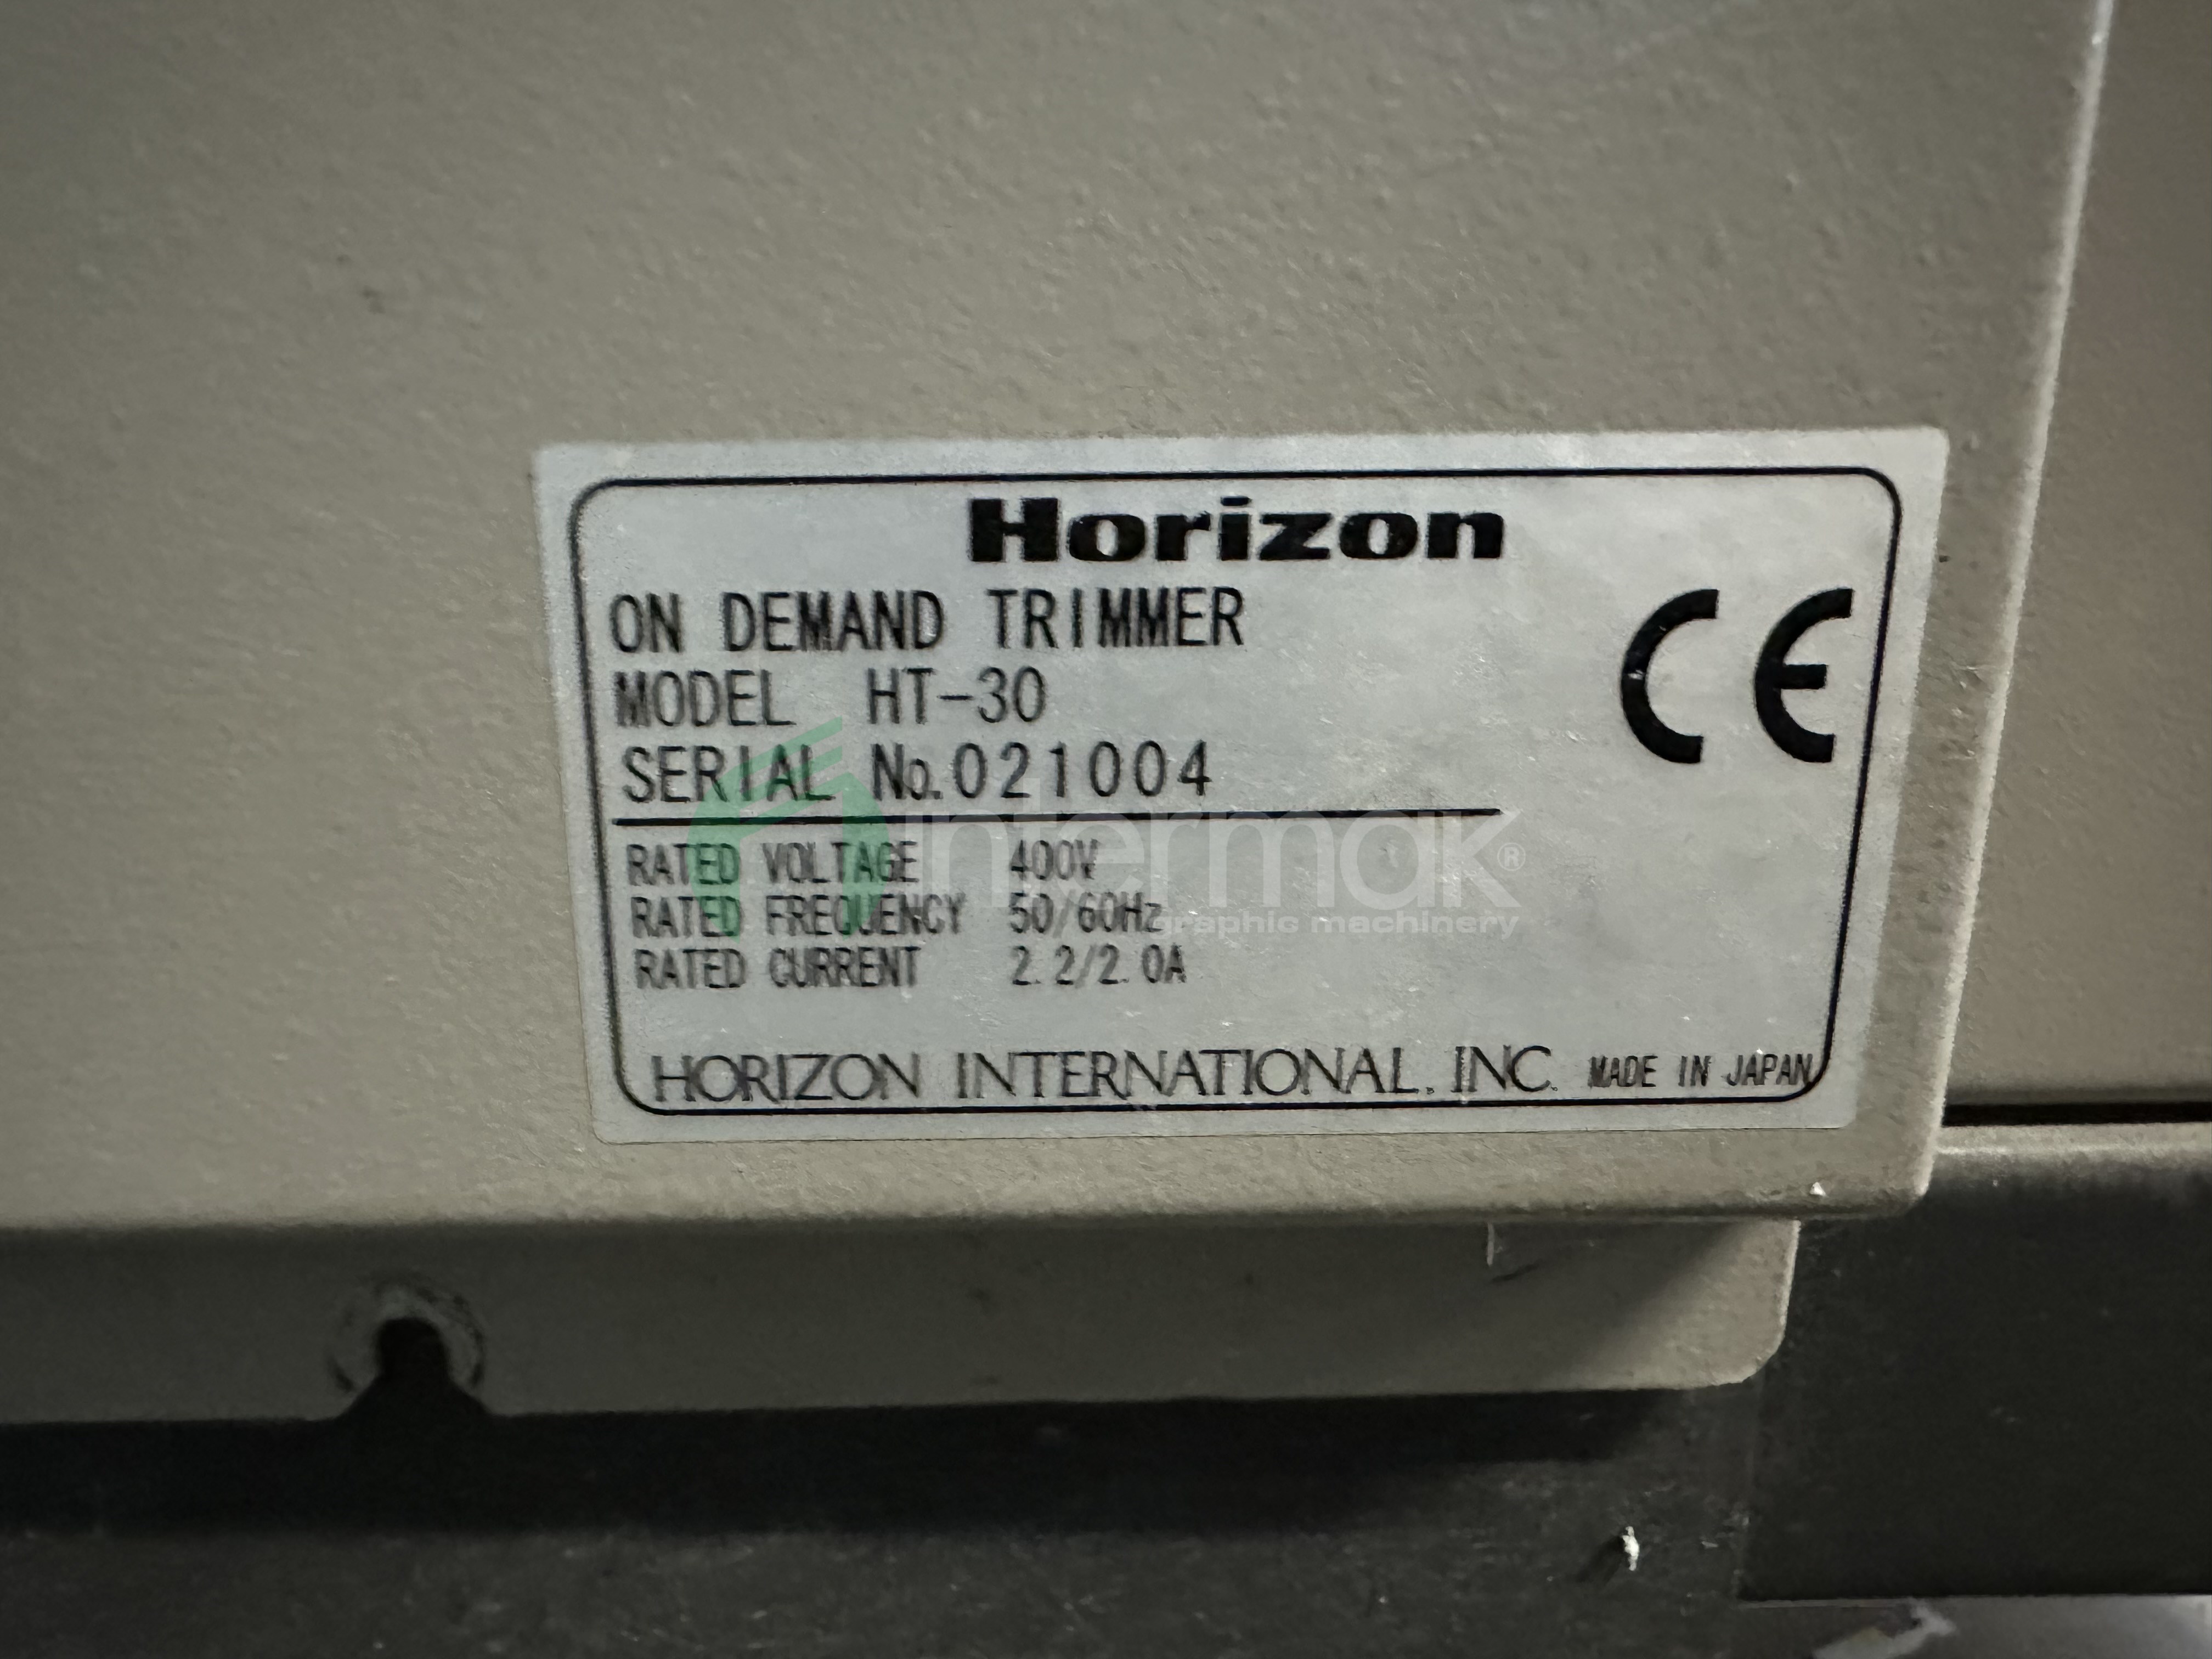 Horizon
ON DEMAND TRIMMER
MODEL HT-30
SERIAL No.021004
CE
RATED VOLTAGE 400V
RATED FREQUENCY 50/60Hz
RATED CURRENT 2.2/2.0A
HORIZON INTERNATIONAL, INC. MADE IN JAPAN
intermak®
graphic machinery